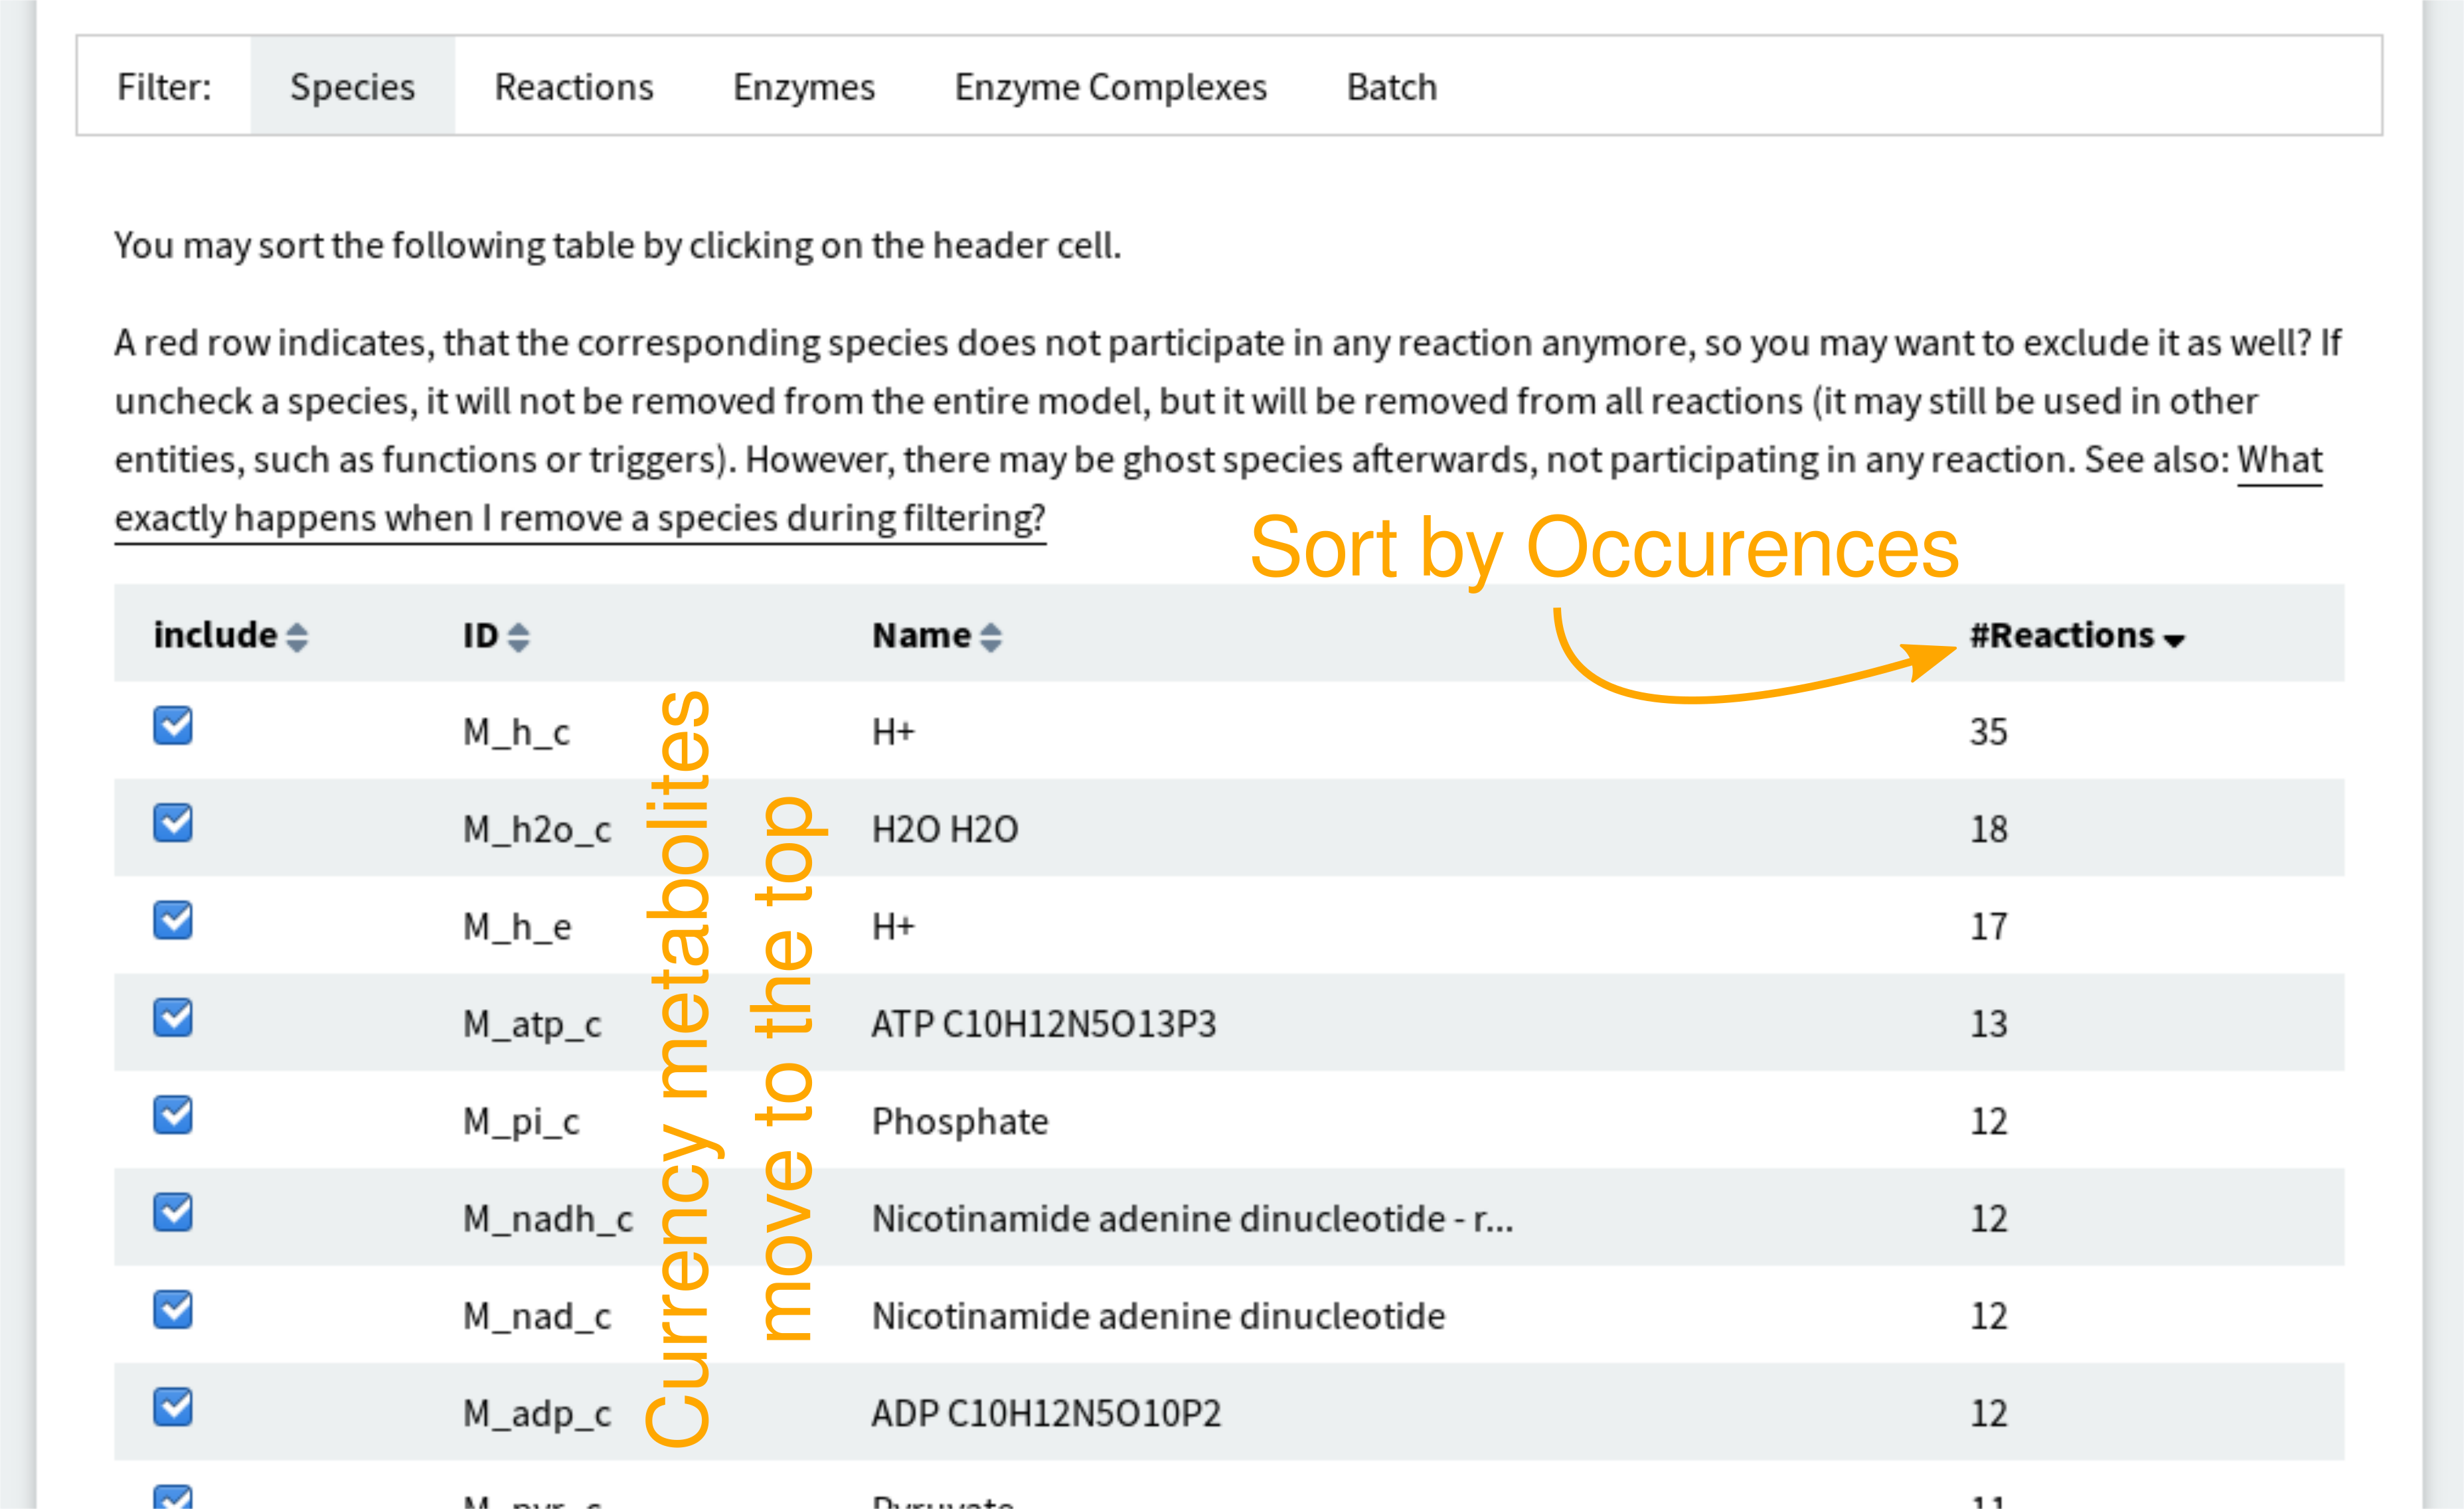 Filter: Species Reactions Enzymes Enzyme Complexes Batch
You may sort the following table by clicking on the header cell.
A red row indicates, that the corresponding species does not participate in any reaction anymore, so you may want to exclude it as well? If
uncheck a species, it will not be removed from the entire model, but it will be removed from all reactions (it may still be used in other
entities, such as functions or triggers). However, there may be ghost species afterwards, not participating in any reaction. See also: What
exactly happens when I remove a species during filtering?
Sort by Occurences
include ID Name #Reactions
M_h_c H+ 35
M_h2o_c H2O H2O 18
M_h_e H+ 17
M_atp_c ATP C10H12N5O13P3 13
M_pi_c Phosphate 12
M_nadh_c Nicotinamide adenine dinucleotide - r... 12
M_nad_c Nicotinamide adenine dinucleotide 12
M_adp_c ADP C10H12N5O10P2 12
M_pyr_c Pyruvate 11
Currency metabolites
move to the top